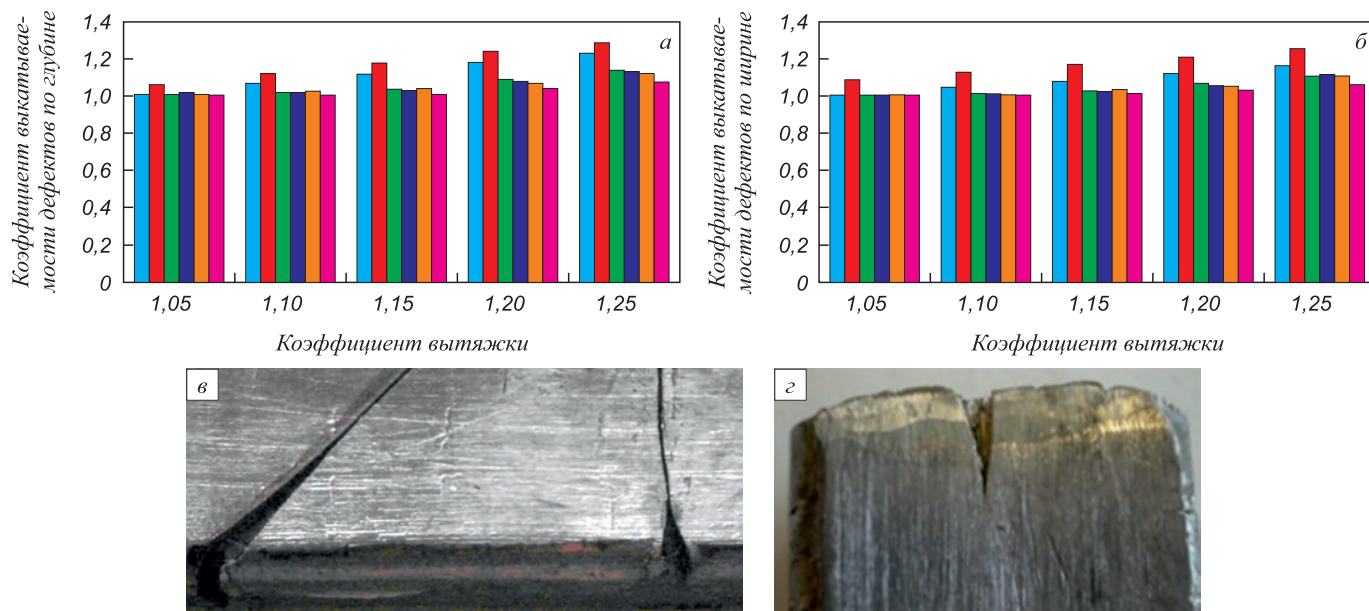 Коэффициент выкатывае-
мости дефектов по глубине
1,4
1,2
1,0
0,8
0,6
0,4
0,2
0
а
1,05 1,10 1,15 1,20 1,25
Коэффициент вытяжки
Коэффициент выкатывае-
мости дефектов по ширине
1,4
1,2
1,0
0,8
0,6
0,4
0,2
0
б
1,05 1,10 1,15 1,20 1,25
Коэффициент вытяжки
в
г